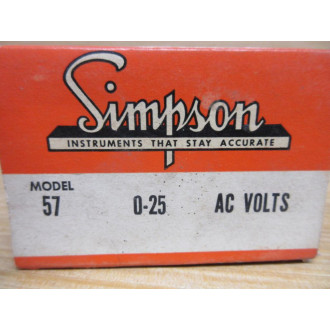 Simpson
INSTRUMENTS THAT STAY ACCURATE
MODEL
57 0-25 AC VOLTS